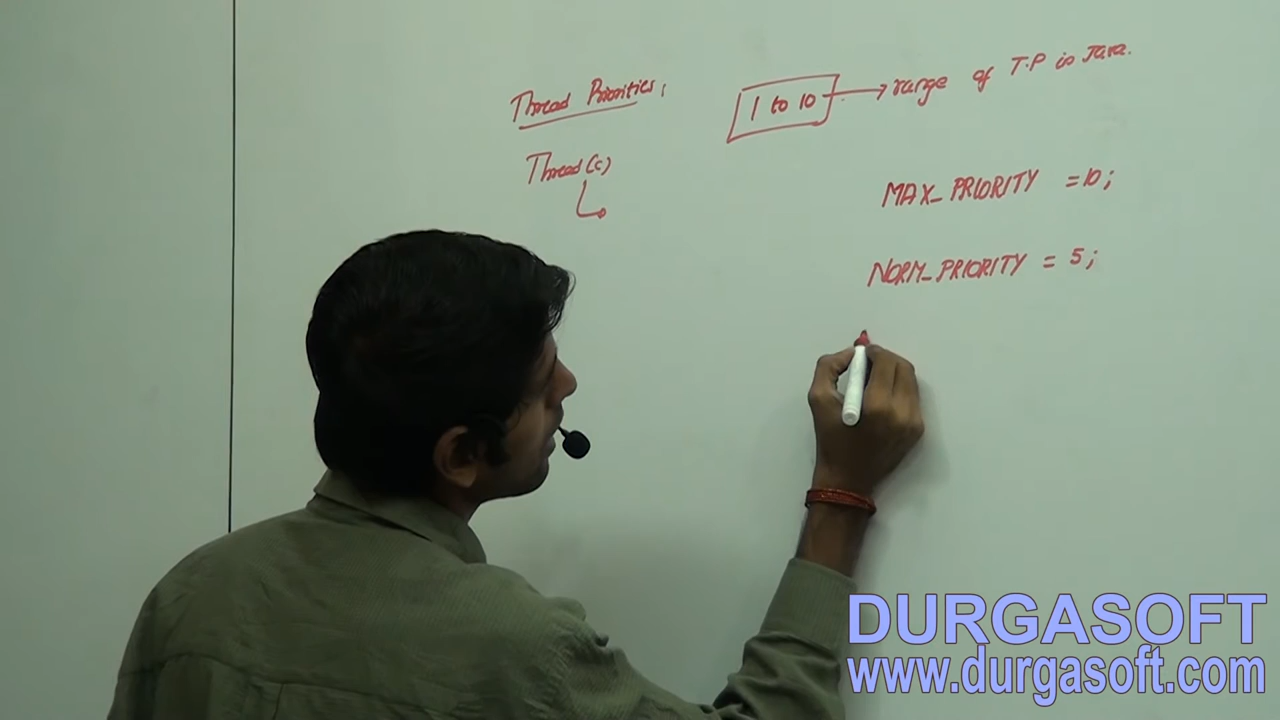 Thread Priorities:
1 to 10 → range of T.P in Java.
Thread(c)
MAX_PRIORITY = 10;
NORM_PRIORITY = 5;
DURGASOFT
www.durgasoft.com